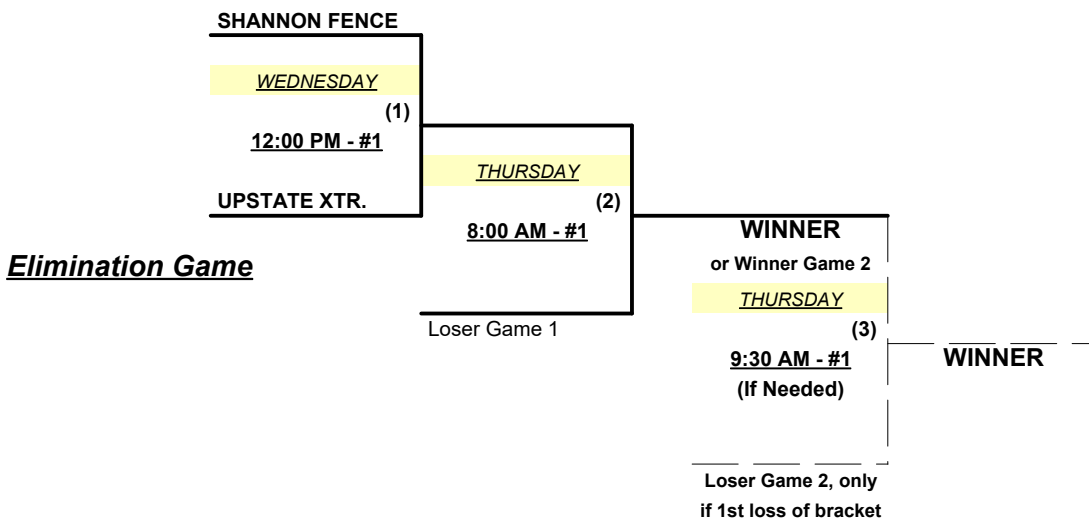 SHANNON FENCE
WEDNESDAY
(1)
12:00 PM - #1
UPSTATE XTR.
Elimination Game
THURSDAY
(2)
8:00 AM - #1
Loser Game 1
WINNER
or Winner Game 2
THURSDAY
(3)
9:30 AM - #1
(If Needed)
Loser Game 2, only
if 1st loss of bracket
WINNER